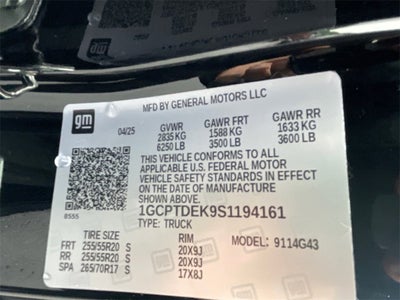 gm
MFD BY GENERAL MOTORS LLC
04/25 GVWR GAWR FRT GAWR RR
2835 KG 1588 KG 1633 KG
6250 LB 3500 LB 3600 LB
THIS VEHICLE CONFORMS TO ALL APPLICABLE
U.S. FEDERAL MOTOR
VEHICLE SAFETY STANDARDS IN EFFECT ON THE
DATE OF MANUFACTURE
SHOWN ABOVE.
8555
1GCPTDEK9S1194161
TYPE: TRUCK
TIRE SIZE RIM MODEL: 9114G43
FRT 255/55R20 S 20X9J
RR 255/55R20 S 20X9J
SPA 265/70R17 S 17X8J